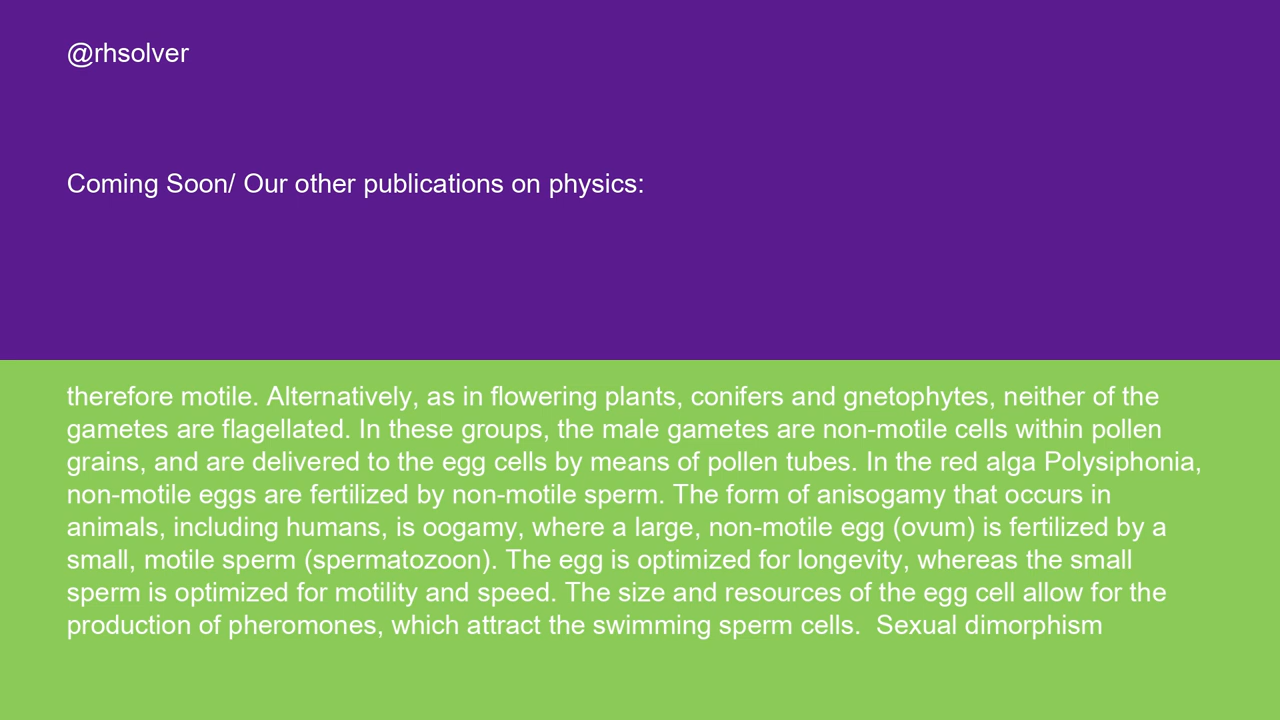 @rhsolver
Coming Soon/ Our other publications on physics:
therefore motile. Alternatively, as in flowering plants, conifers and gnetophytes, neither of the
gametes are flagellated. In these groups, the male gametes are non-motile cells within pollen
grains, and are delivered to the egg cells by means of pollen tubes. In the red alga Polysiphonia,
non-motile eggs are fertilized by non-motile sperm. The form of anisogamy that occurs in
animals, including humans, is oogamy, where a large, non-motile egg (ovum) is fertilized by a
small, motile sperm (spermatozoon). The egg is optimized for longevity, whereas the small
sperm is optimized for motility and speed. The size and resources of the egg cell allow for the
production of pheromones, which attract the swimming sperm cells.  Sexual dimorphism